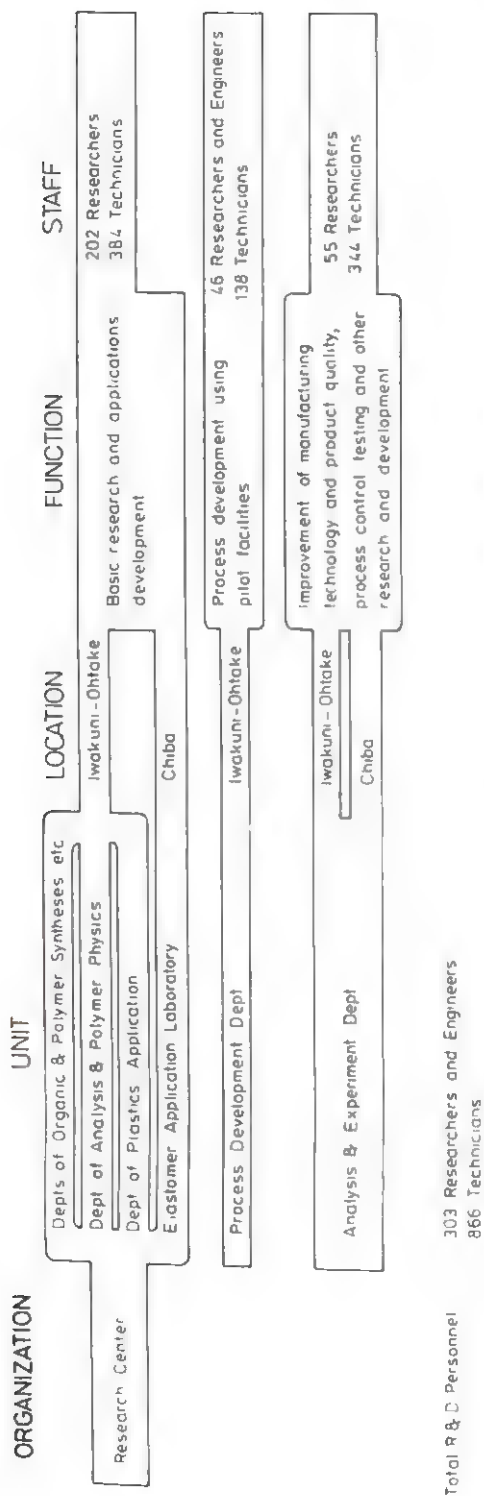 ORGANIZATION
UNIT
LOCATION
FUNCTION
STAFF
Research Center
Depts of Organic & Polymer Syntheses etc
Dept of Analysis & Polymer Physics
Dept of Plastics Application
Elastomer Application Laboratory
Iwakuni-Ohtake
Chiba
Basic research and applications
development
202 Researchers
384 Technicians
Process Development Dept
Iwakuni-Ohtake
Process development using
pilot facilities
46 Researchers and Engineers
138 Technicians
Analysis & Experiment Dept
Iwakuni-Ohtake
Chiba
Improvement of manufacturing
technology and product quality,
process control testing and other
research and development
55 Researchers
344 Technicians
Total R & D Personnel
303 Researchers and Engineers
866 Technicians